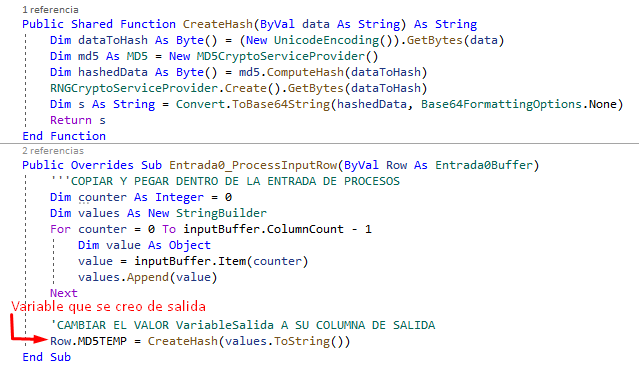 1 referencia
Public Shared Function CreateHash(ByVal data As String) As String
Dim dataToHash As Byte() = (New UnicodeEncoding()).GetBytes(data)
Dim md5 As MD5 = New MD5CryptoServiceProvider()
Dim hashedData As Byte() = md5.ComputeHash(dataToHash)
RNGCryptoServiceProvider.Create().GetBytes(dataToHash)
Dim s As String = Convert.ToBase64String(hashedData, Base64FormattingOptions.None)
Return s
End Function
2 referencias
Public Overrides Sub Entrada0_ProcessInputRow(ByVal Row As Entrada0Buffer)
'''COPIAR Y PEGAR DENTRO DE LA ENTRADA DE PROCESOS
Dim counter As Integer = 0
Dim values As New StringBuilder
For counter = 0 To inputBuffer.ColumnCount - 1
Dim value As Object
value = inputBuffer.Item(counter)
values.Append(value)
Next
Variable que se creo de salida
'CAMBIAR EL VALOR VariableSalida A SU COLUMNA DE SALIDA
Row.MD5TEMP = CreateHash(values.ToString())
End Sub